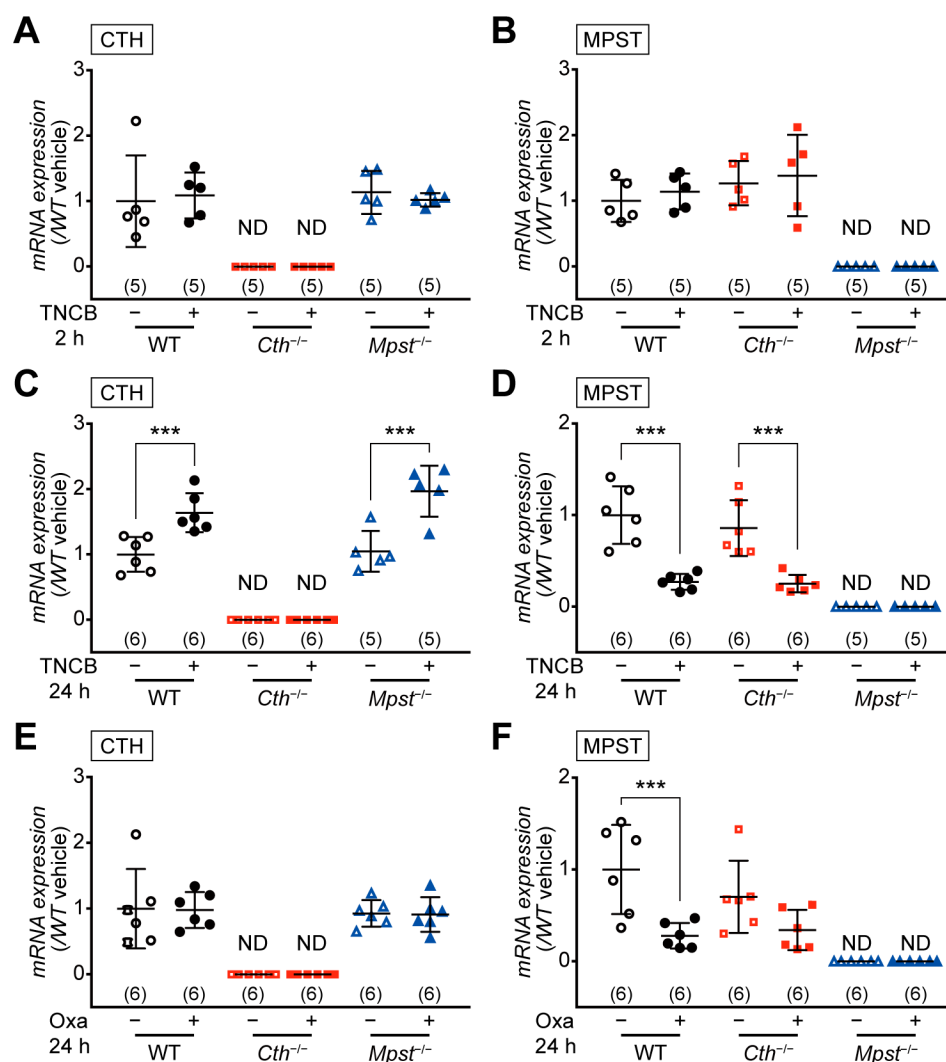 A
CTH
mRNA expression
(/WT vehicle)
3
2
1
0
ND ND
(5) (5) (5) (5) (5) (5)
TNCB − + − + − +
2 h WT Cth−/− Mpst−/−
B
MPST
mRNA expression
(/WT vehicle)
3
2
1
0
ND ND
(5) (5) (5) (5) (5) (5)
TNCB − + − + − +
2 h WT Cth−/− Mpst−/−
C
CTH
mRNA expression
(/WT vehicle)
3
2
1
0
*** ***
ND ND
(6) (6) (6) (6) (5) (5)
TNCB − + − + − +
24 h WT Cth−/− Mpst−/−
D
MPST
mRNA expression
(/WT vehicle)
2
1
0
*** ***
ND ND
(6) (6) (6) (6) (5) (5)
TNCB − + − + − +
24 h WT Cth−/− Mpst−/−
E
CTH
mRNA expression
(/WT vehicle)
3
2
1
0
ND ND
(6) (6) (6) (6) (6) (6)
Oxa − + − + − +
24 h WT Cth−/− Mpst−/−
F
MPST
mRNA expression
(/WT vehicle)
2
1
0
***
ND ND
(6) (6) (6) (6) (6) (6)
Oxa − + − + − +
24 h WT Cth−/− Mpst−/−